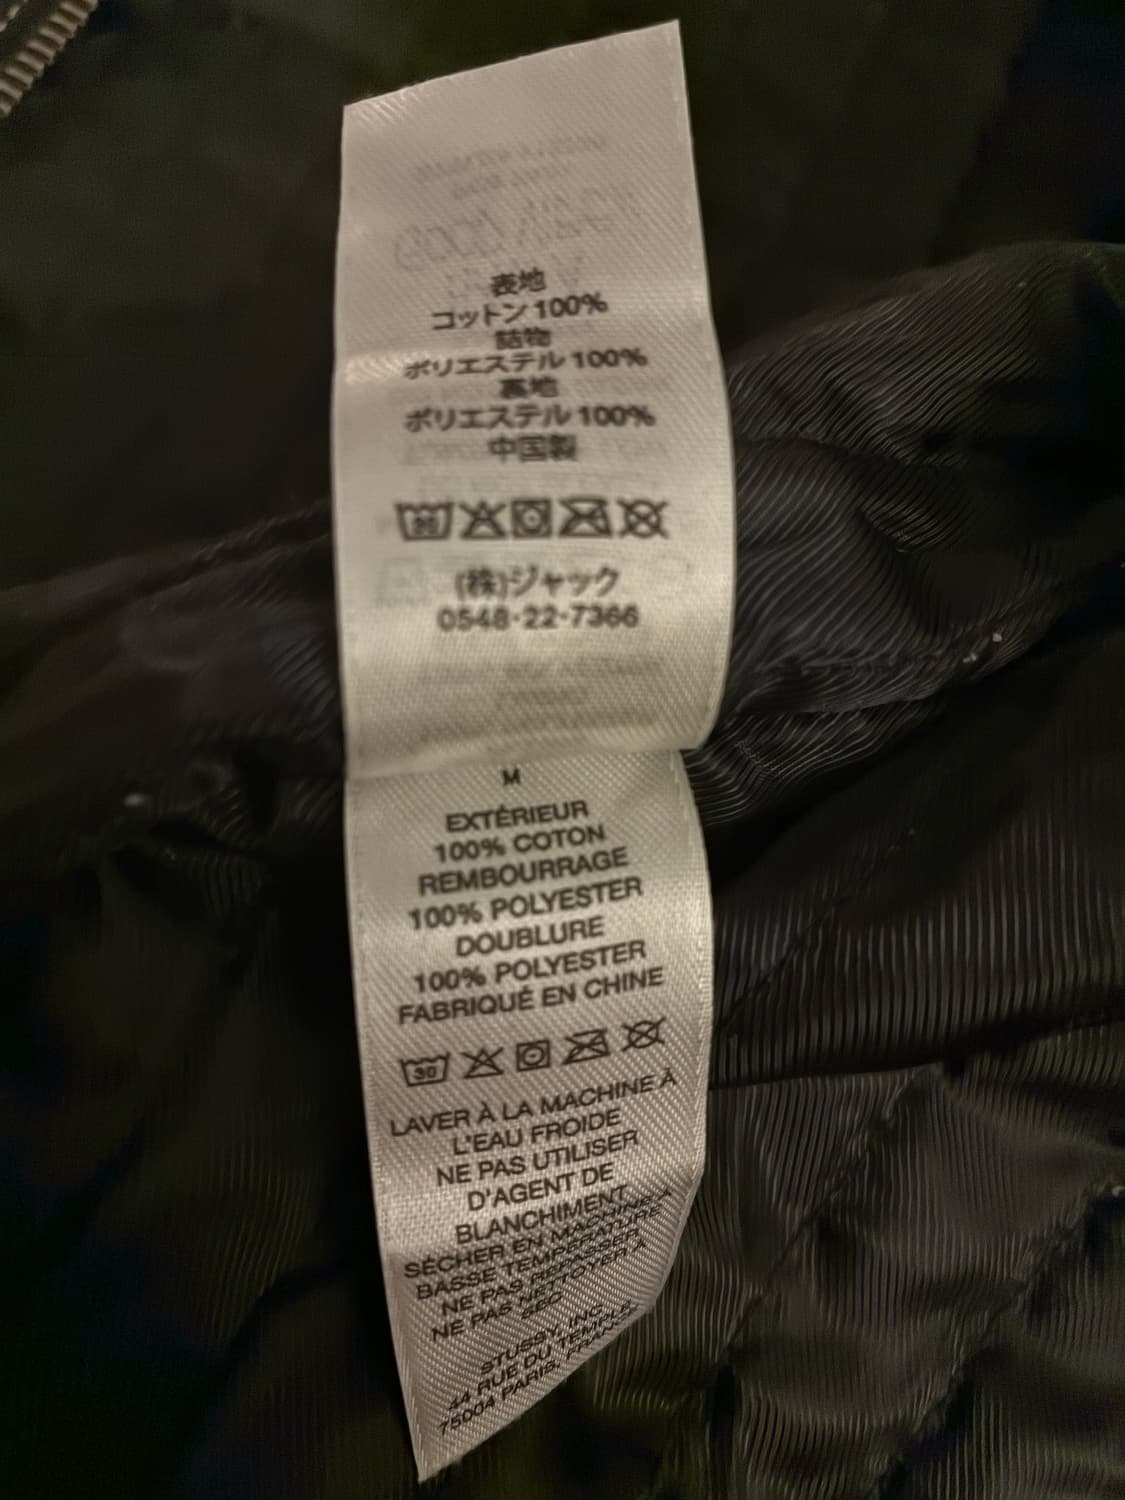 表地
コットン 100%
詰物
ポリエステル 100%
裏地
ポリエステル 100%
中国製
30
(株)ジャック
0548-22-7366
M
EXTÉRIEUR
100% COTON
REMBOURRAGE
100% POLYESTER
DOUBLURE
100% POLYESTER
FABRIQUÉ EN CHINE
30
LAVER À LA MACHINE À
L'EAU FROIDE
NE PAS UTILISER
D'AGENT DE
BLANCHIMENT
SÉCHER EN MACHINE À
BASSE TEMPÉRATURE
NE PAS REPASSER
NE PAS NETTOYER À
SEC
STUSSY, INC.
44 RUE DU TEMPLE,
75004 PARIS, FRANCE